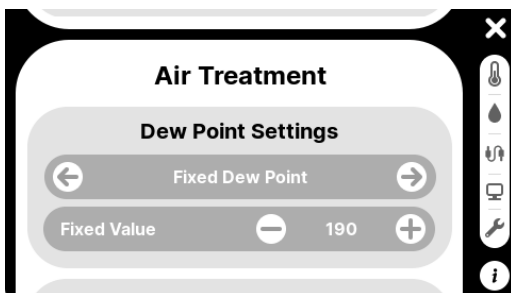 Air Treatment
Dew Point Settings
Fixed Dew Point
Fixed Value 190
i